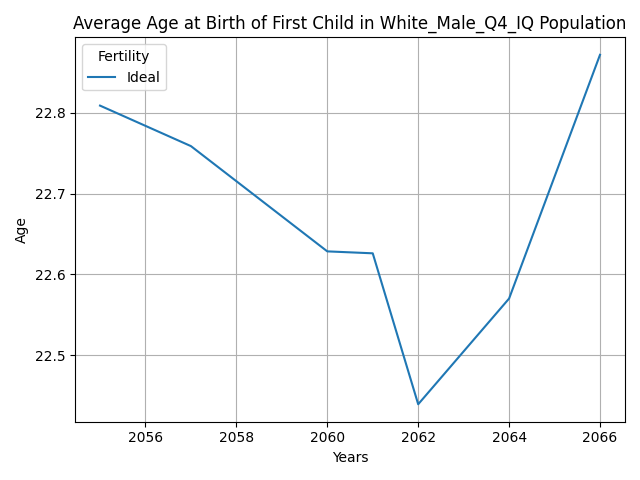 Average Age at Birth of First Child in White_Male_Q4_IQ Population
Fertility
Ideal
22.8
22.7
22.6
22.5
Age
2056 2058 2060 2062 2064 2066
Years